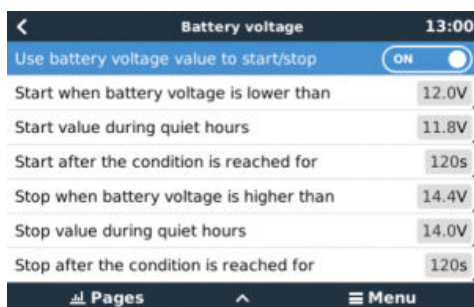 Battery voltage 13:00
Use battery voltage value to start/stop ON
Start when battery voltage is lower than 12.0V
Start value during quiet hours 11.8V
Start after the condition is reached for 120s
Stop when battery voltage is higher than 14.4V
Stop value during quiet hours 14.0V
Stop after the condition is reached for 120s
Pages Menu